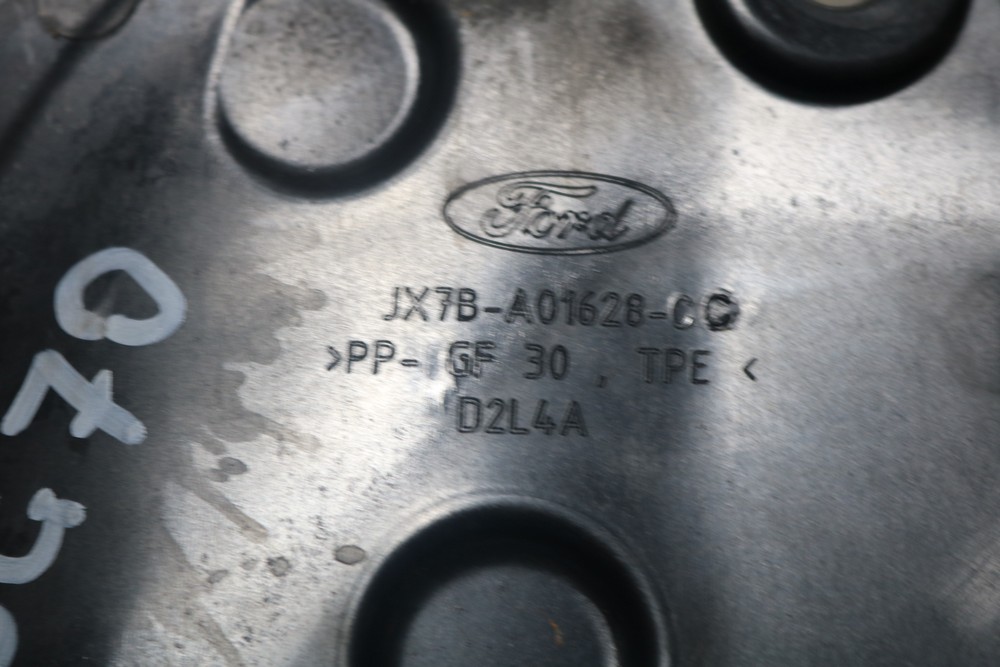 Ford
JX7B-A01628-CG
>PP- GF 30 , TPE <
D2L4A